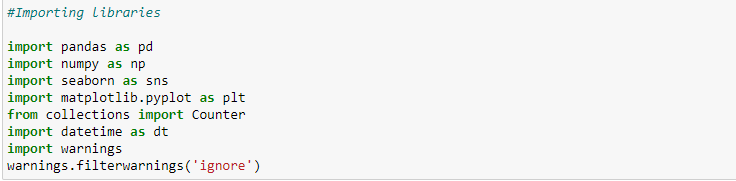 #Importing libraries
import pandas as pd
import numpy as np
import seaborn as sns
import matplotlib.pyplot as plt
from collections import Counter
import datetime as dt
import warnings
warnings.filterwarnings('ignore')